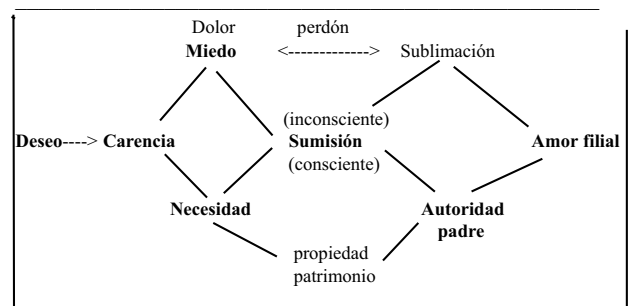 Dolor perdón
Miedo <-------------> Sublimación
(inconsciente)
Deseo----> Carencia Sumisión Amor filial
(consciente)
Necesidad Autoridad
padre
propiedad
patrimonio